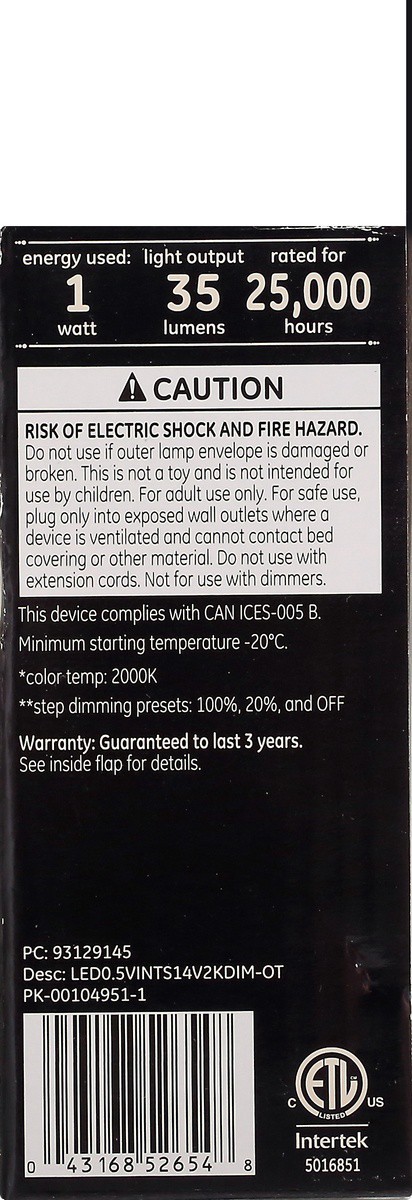 energy used: light output rated for
1 35 25,000
watt lumens hours
CAUTION
RISK OF ELECTRIC SHOCK AND FIRE HAZARD.
Do not use if outer lamp envelope is damaged or
broken. This is not a toy and is not intended for
use by children. For adult use only. For safe use,
plug only into exposed wall outlets where a
device is ventilated and cannot contact bed
covering or other material. Do not use with
extension cords. Not for use with dimmers.
This device complies with CAN ICES-005 B.
Minimum starting temperature -20°C.
*color temp: 2000K
**step dimming presets: 100%, 20%, and OFF
Warranty: Guaranteed to last 3 years.
See inside flap for details.
PC: 93129145
Desc: LED0.5VINTS14V2KDIM-OT
PK-00104951-1
0 43168 52654 8
ETL
LISTED
C US
Intertek
5016851